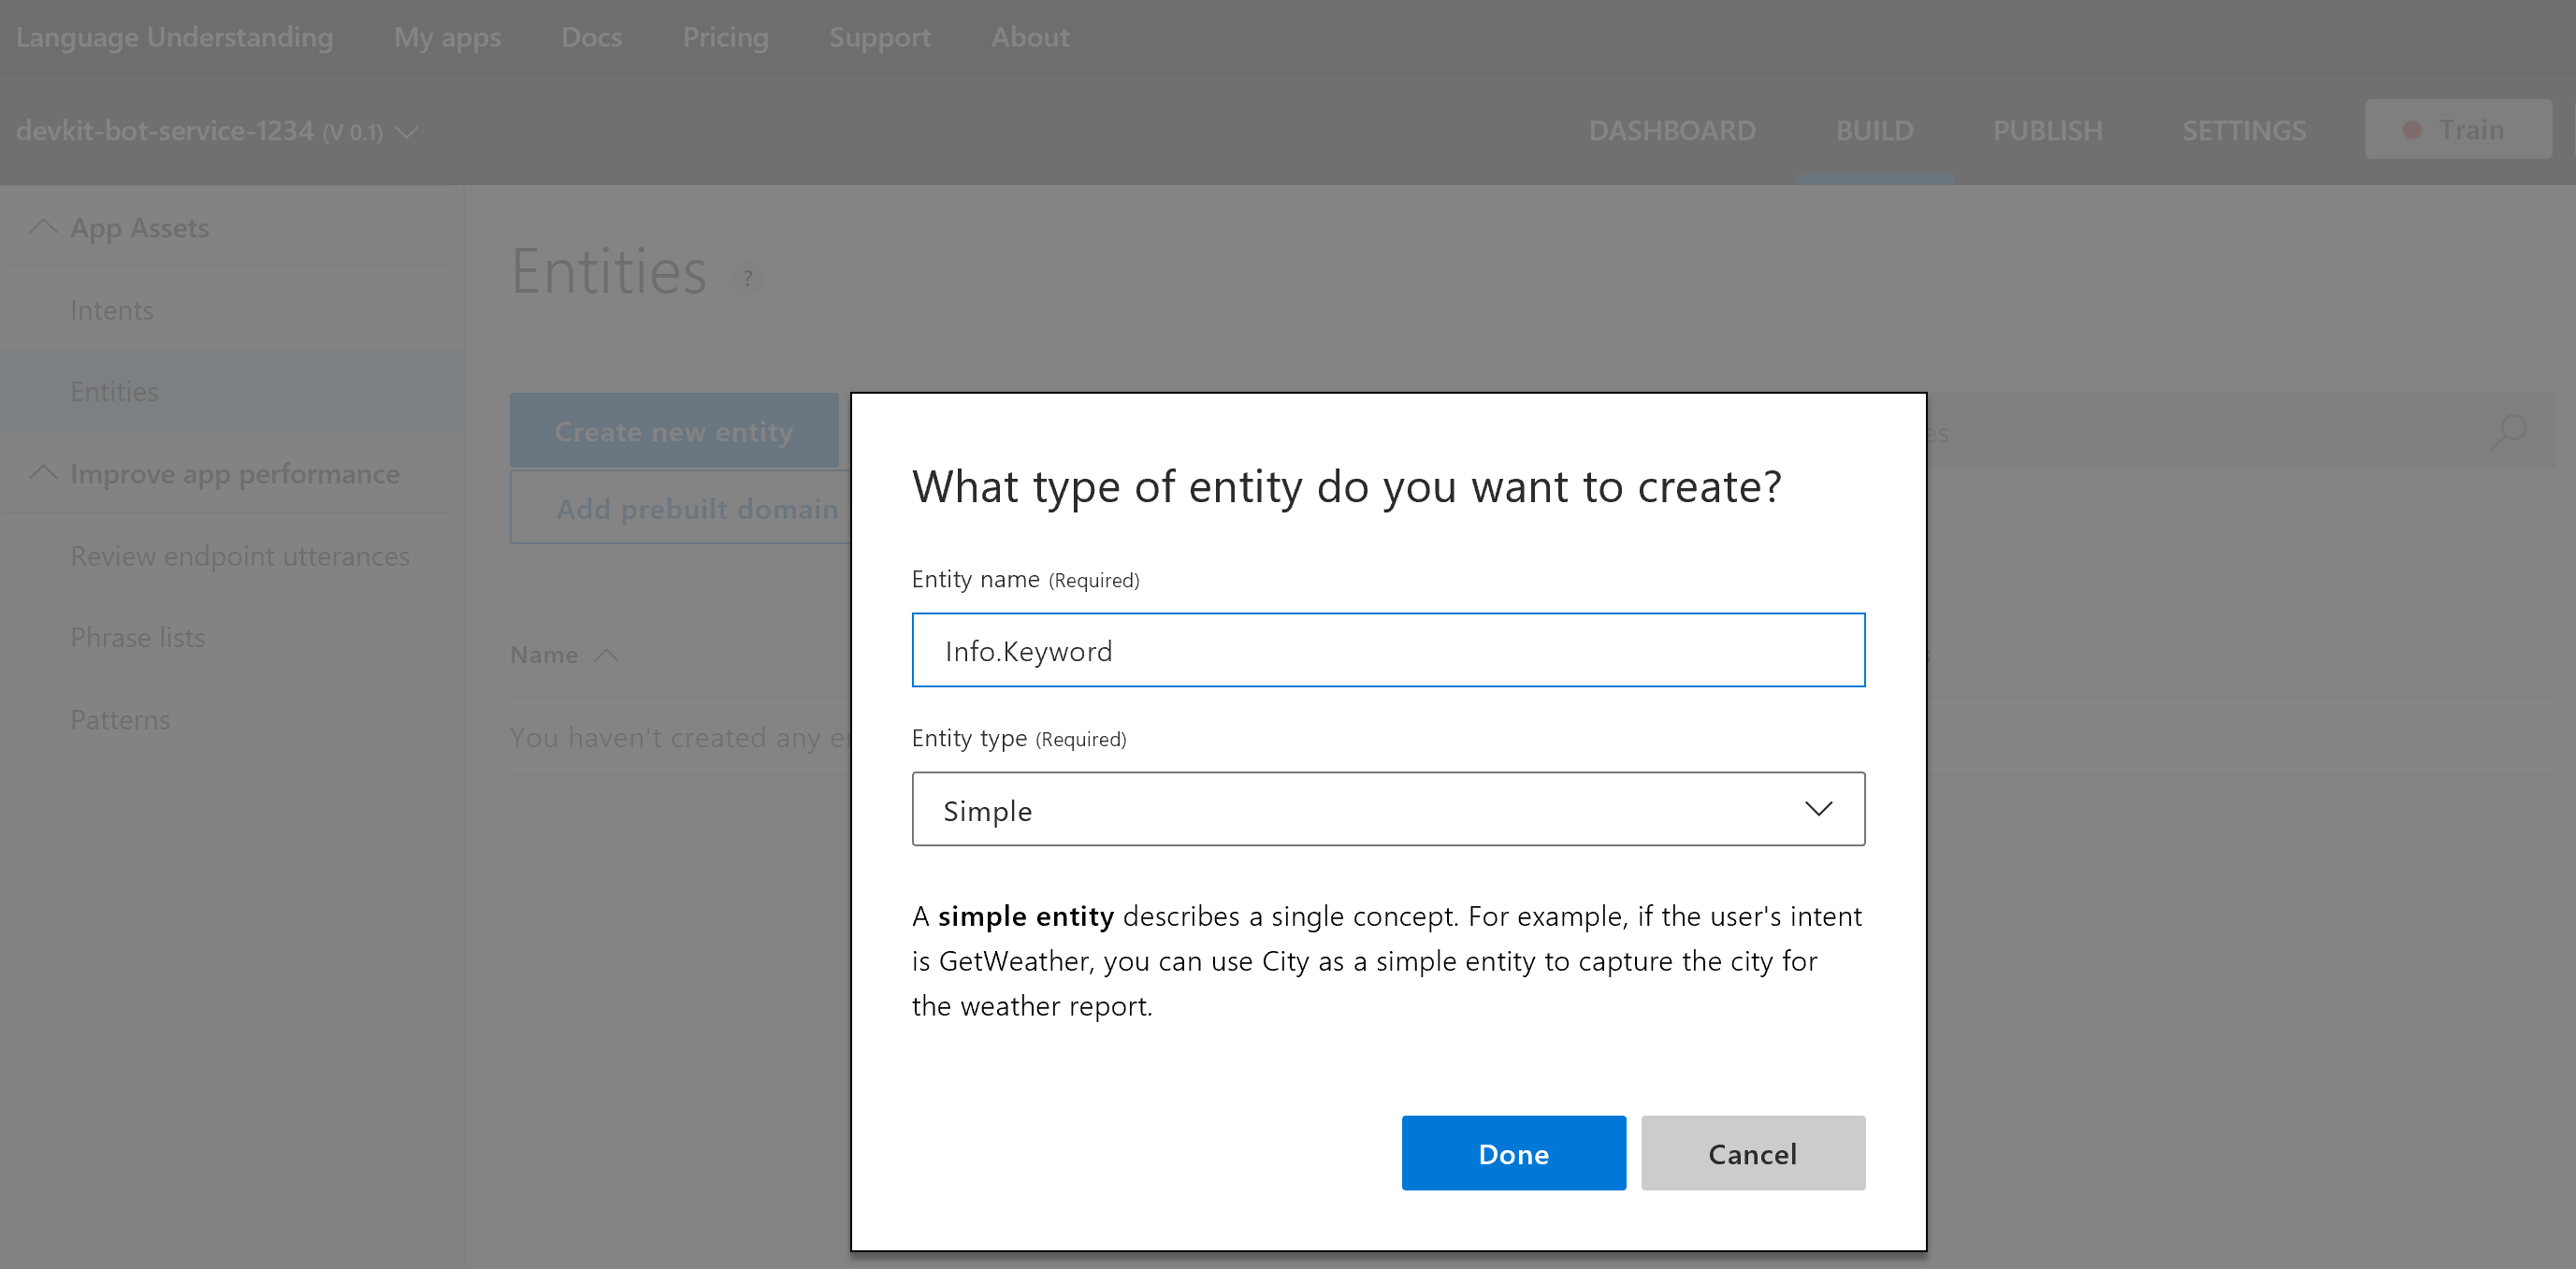 Language Understanding My apps Docs Pricing Support About
devkit-bot-service-1234 (V 0.1) DASHBOARD BUILD PUBLISH SETTINGS Train
App Assets
Intents
Entities
Improve app performance
Review endpoint utterances
Phrase lists
Patterns
Entities ?
Create new entity
Add prebuilt domain
Name
You haven't created any
What type of entity do you want to create?
Entity name (Required)
Info.Keyword
Entity type (Required)
Simple
A simple entity describes a single concept. For example, if the user's intent
is GetWeather, you can use City as a simple entity to capture the city for
the weather report.
Done Cancel